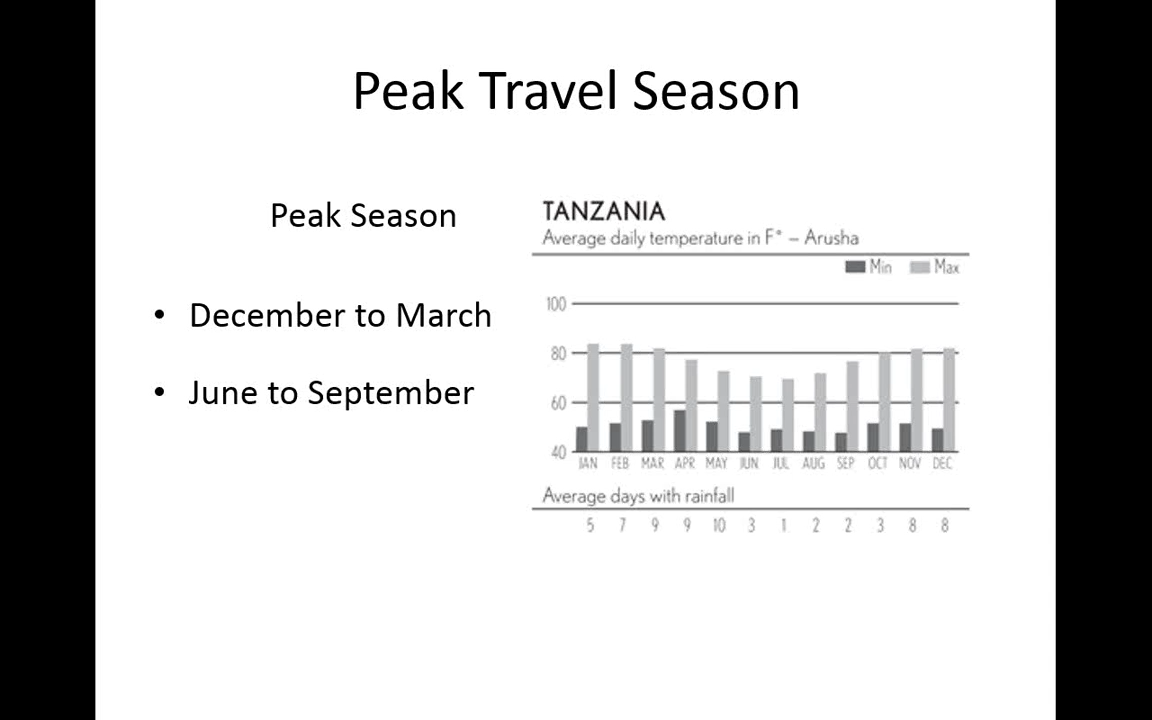 Peak Travel Season
Peak Season
• December to March
• June to September
TANZANIA
Average daily temperature in F° – Arusha
Min Max
100
80
60
40
JAN FEB MAR APR MAY JUN JUL AUG SEP OCT NOV DEC
Average days with rainfall
5 7 9 9 10 3 1 2 2 3 8 8